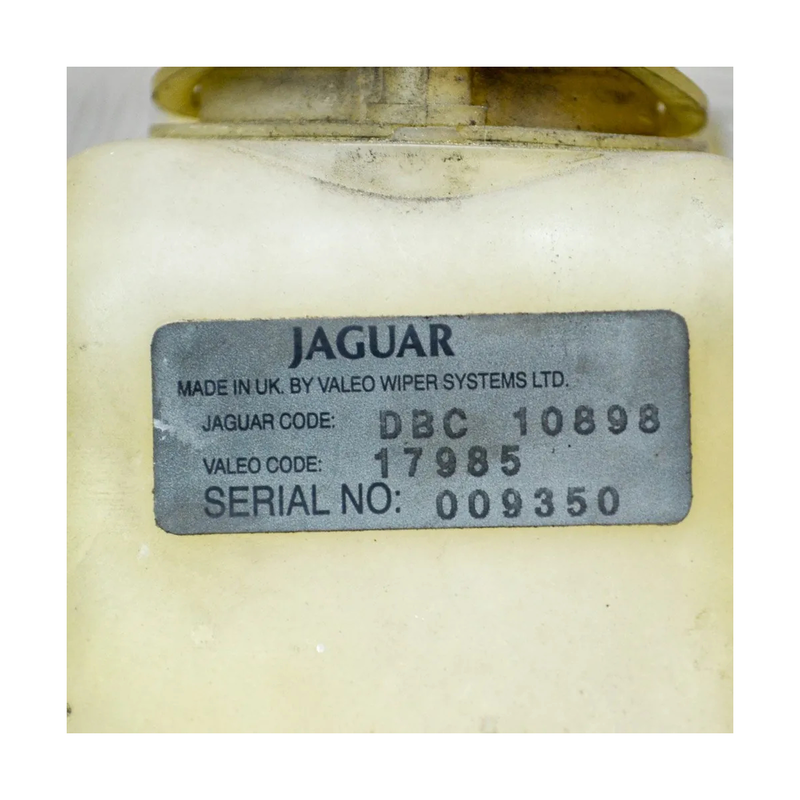 JAGUAR
MADE IN UK. BY VALEO WIPER SYSTEMS LTD.
JAGUAR CODE: DBC 10898
VALEO CODE: 17985
SERIAL NO: 009350